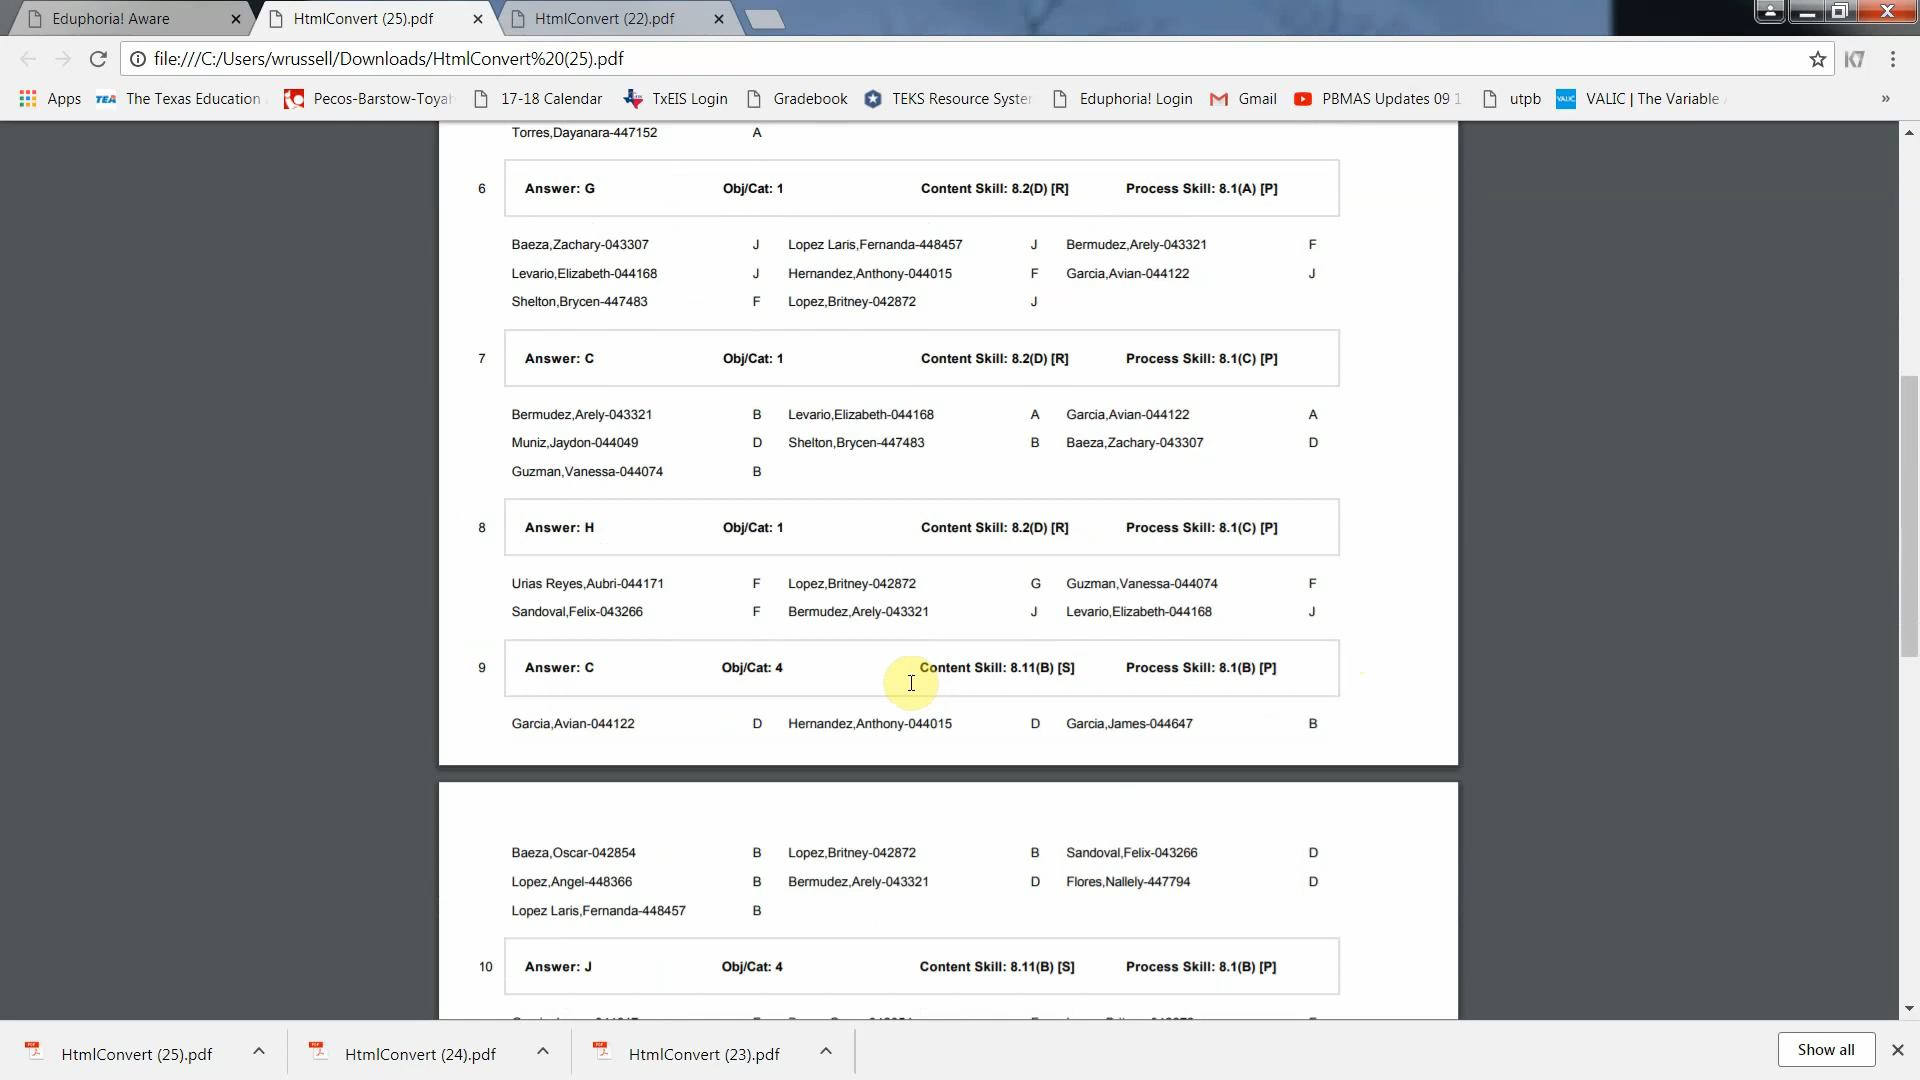 Eduphoria! Aware
HtmlConvert (25).pdf
HtmlConvert (22).pdf
file:///C:/Users/wrussell/Downloads/HtmlConvert%20(25).pdf
K7
Apps
TEA The Texas Education
Pecos-Barstow-Toyah
17-18 Calendar
TxEIS Login
Gradebook
TEKS Resource System
Eduphoria! Login
Gmail
PBMAS Updates 09 1
utpb
VALIC VALIC | The Variable
»
Torres,Dayanara-447152 A
6 Answer: G Obj/Cat: 1 Content Skill: 8.2(D) [R] Process Skill: 8.1(A) [P]
Baeza,Zachary-043307 J Lopez Laris,Fernanda-448457 J Bermudez,Arely-043321 F
Levario,Elizabeth-044168 J Hernandez,Anthony-044015 F Garcia,Avian-044122 J
Shelton,Brycen-447483 F Lopez,Britney-042872 J
7 Answer: C Obj/Cat: 1 Content Skill: 8.2(D) [R] Process Skill: 8.1(C) [P]
Bermudez,Arely-043321 B Levario,Elizabeth-044168 A Garcia,Avian-044122 A
Muniz,Jaydon-044049 D Shelton,Brycen-447483 B Baeza,Zachary-043307 D
Guzman,Vanessa-044074 B
8 Answer: H Obj/Cat: 1 Content Skill: 8.2(D) [R] Process Skill: 8.1(C) [P]
Urias Reyes,Aubri-044171 F Lopez,Britney-042872 G Guzman,Vanessa-044074 F
Sandoval,Felix-043266 F Bermudez,Arely-043321 J Levario,Elizabeth-044168 J
9 Answer: C Obj/Cat: 4 Content Skill: 8.11(B) [S] Process Skill: 8.1(B) [P]
Garcia,Avian-044122 D Hernandez,Anthony-044015 D Garcia,James-044647 B
Baeza,Oscar-042854 B Lopez,Britney-042872 B Sandoval,Felix-043266 D
Lopez,Angel-448366 B Bermudez,Arely-043321 D Flores,Nallely-447794 D
Lopez Laris,Fernanda-448457 B
10 Answer: J Obj/Cat: 4 Content Skill: 8.11(B) [S] Process Skill: 8.1(B) [P]
HtmlConvert (25).pdf
HtmlConvert (24).pdf
HtmlConvert (23).pdf
Show all